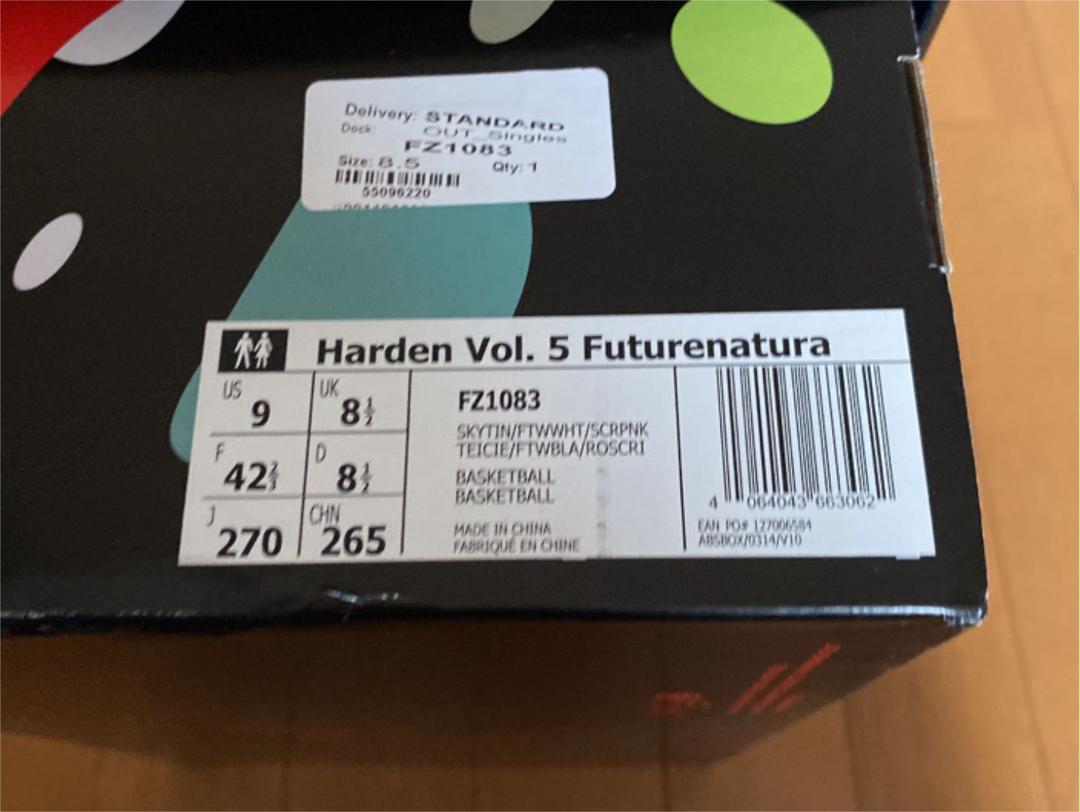 Delivery: STANDARD
Dock: OUT_Singles
FZ1083
Size: 8.5 Qty: 1
55096220
Harden Vol. 5 Futurenatura
US 9 UK 8½
F 42⅔ D 8½
J 270 CHN 265
FZ1083
SKYTIN/FTWWHT/SCRPNK
TEICIE/FTWBLA/ROSCRI
BASKETBALL
BASKETBALL
MADE IN CHINA
FABRIQUÉ EN CHINE
4 064043 663062
EAN PO# 127006584
ABSBOX/0314/V10